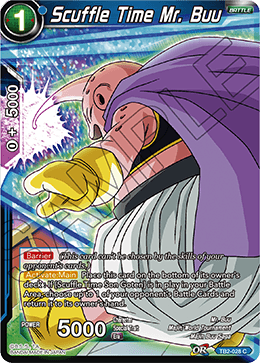 BATTLE
1 Scuffle Time Mr. Buu
0 + 5000
Barrier (This card can't be chosen by the skills of your
opponent's cards.)
Activate:Main Place this card on the bottom of its owner's
deck: If [Scuffle Time Son Goten] is in play in your Battle
Area, choose up to 1 of your opponent's Battle Cards and
return it to its owner's hand.
POWER
5000
Majin Buu Saga
TB2-028 C